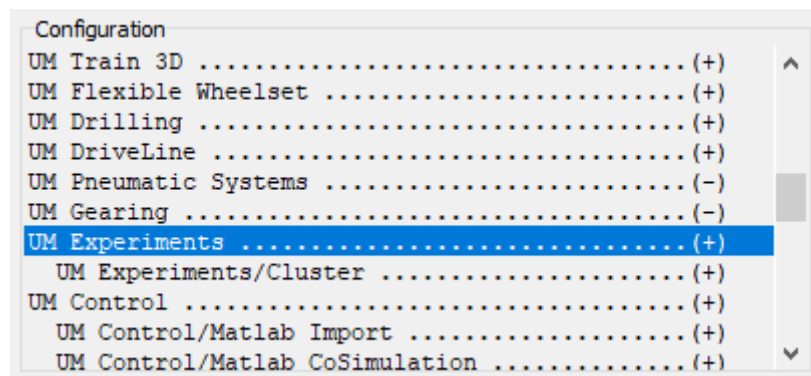 Configuration
UM Train 3D ...................................(+)
UM Flexible Wheelset ..........................(+)
UM Drilling ...................................(+)
UM DriveLine ..................................(+)
UM Pneumatic Systems ..........................(-)
UM Gearing ....................................(-)
UM Experiments ................................(+)
UM Experiments/Cluster ......................(+)
UM Control ....................................(+)
UM Control/Matlab Import ....................(+)
UM Control/Matlab CoSimulation ..............(+)